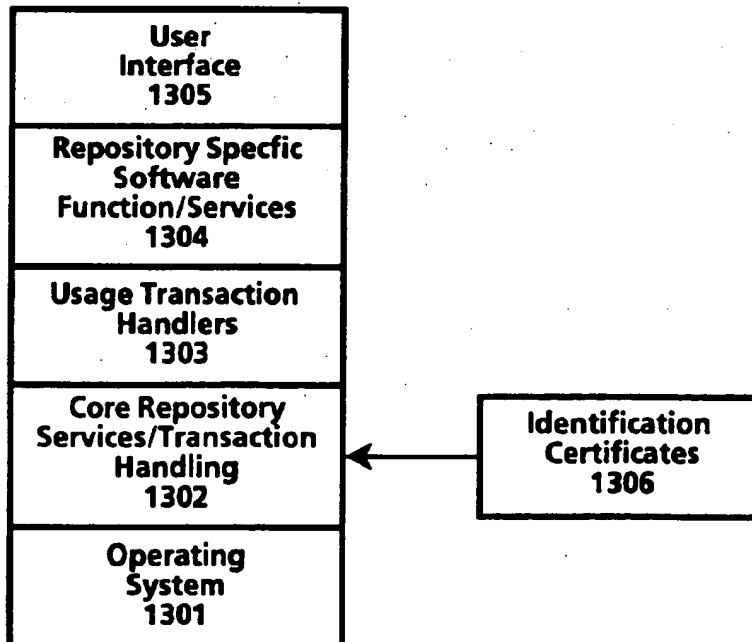 User
Interface
1305
Repository Specfic
Software
Function/Services
1304
Usage Transaction
Handlers
1303
Core Repository
Services/Transaction
Handling
1302
Identification
Certificates
1306
Operating
System
1301